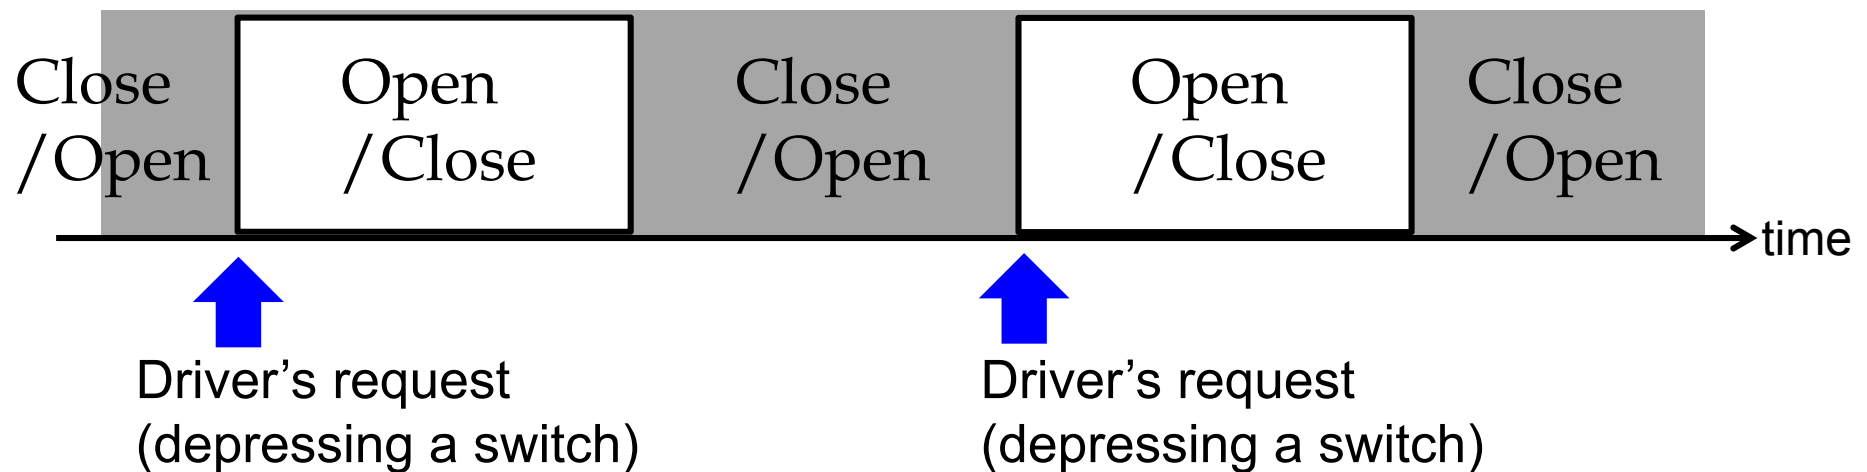 Close
/Open
Open
/Close
Close
/Open
Open
/Close
Close
/Open
time
Driver’s request
(depressing a switch)
Driver’s request
(depressing a switch)